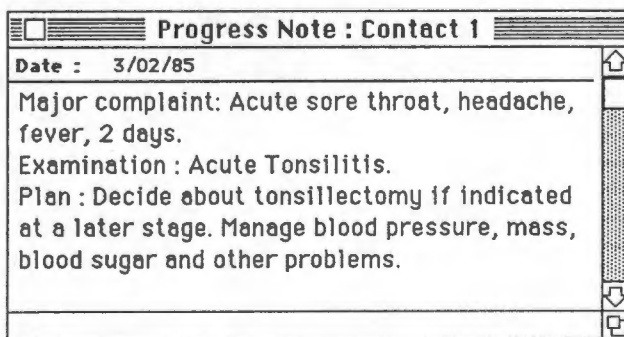 Progress Note : Contact 1
Date : 3/02/85
Major complaint: Acute sore throat, headache,
fever, 2 days.
Examination : Acute Tonsilitis.
Plan : Decide about tonsillectomy if indicated
at a later stage. Manage blood pressure, mass,
blood sugar and other problems.